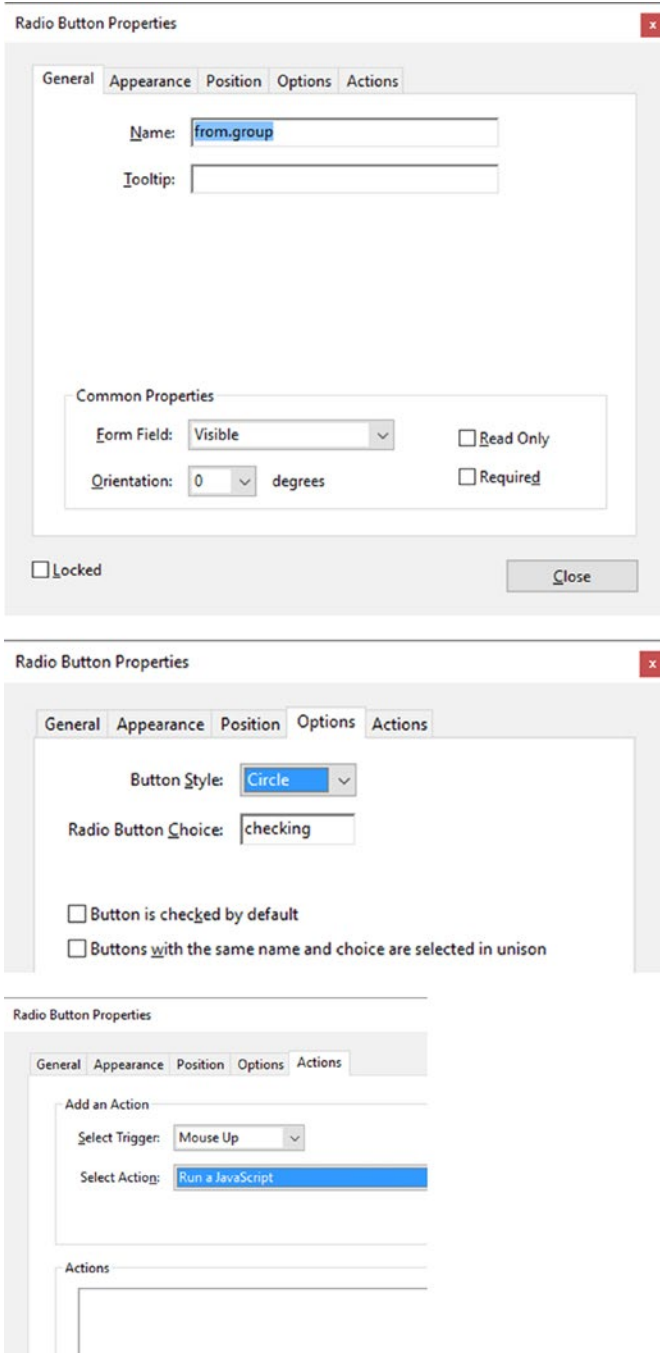 Radio Button Properties
x
General Appearance Position Options Actions
Name: from.group
Tooltip:
Common Properties
Form Field: Visible
Read Only
Orientation: 0 degrees
Required
Locked
Close
Radio Button Properties
x
General Appearance Position Options Actions
Button Style: Circle
Radio Button Choice: checking
Button is checked by default
Buttons with the same name and choice are selected in unison
Radio Button Properties
General Appearance Position Options Actions
Add an Action
Select Trigger: Mouse Up
Select Action: Run a JavaScript
Actions